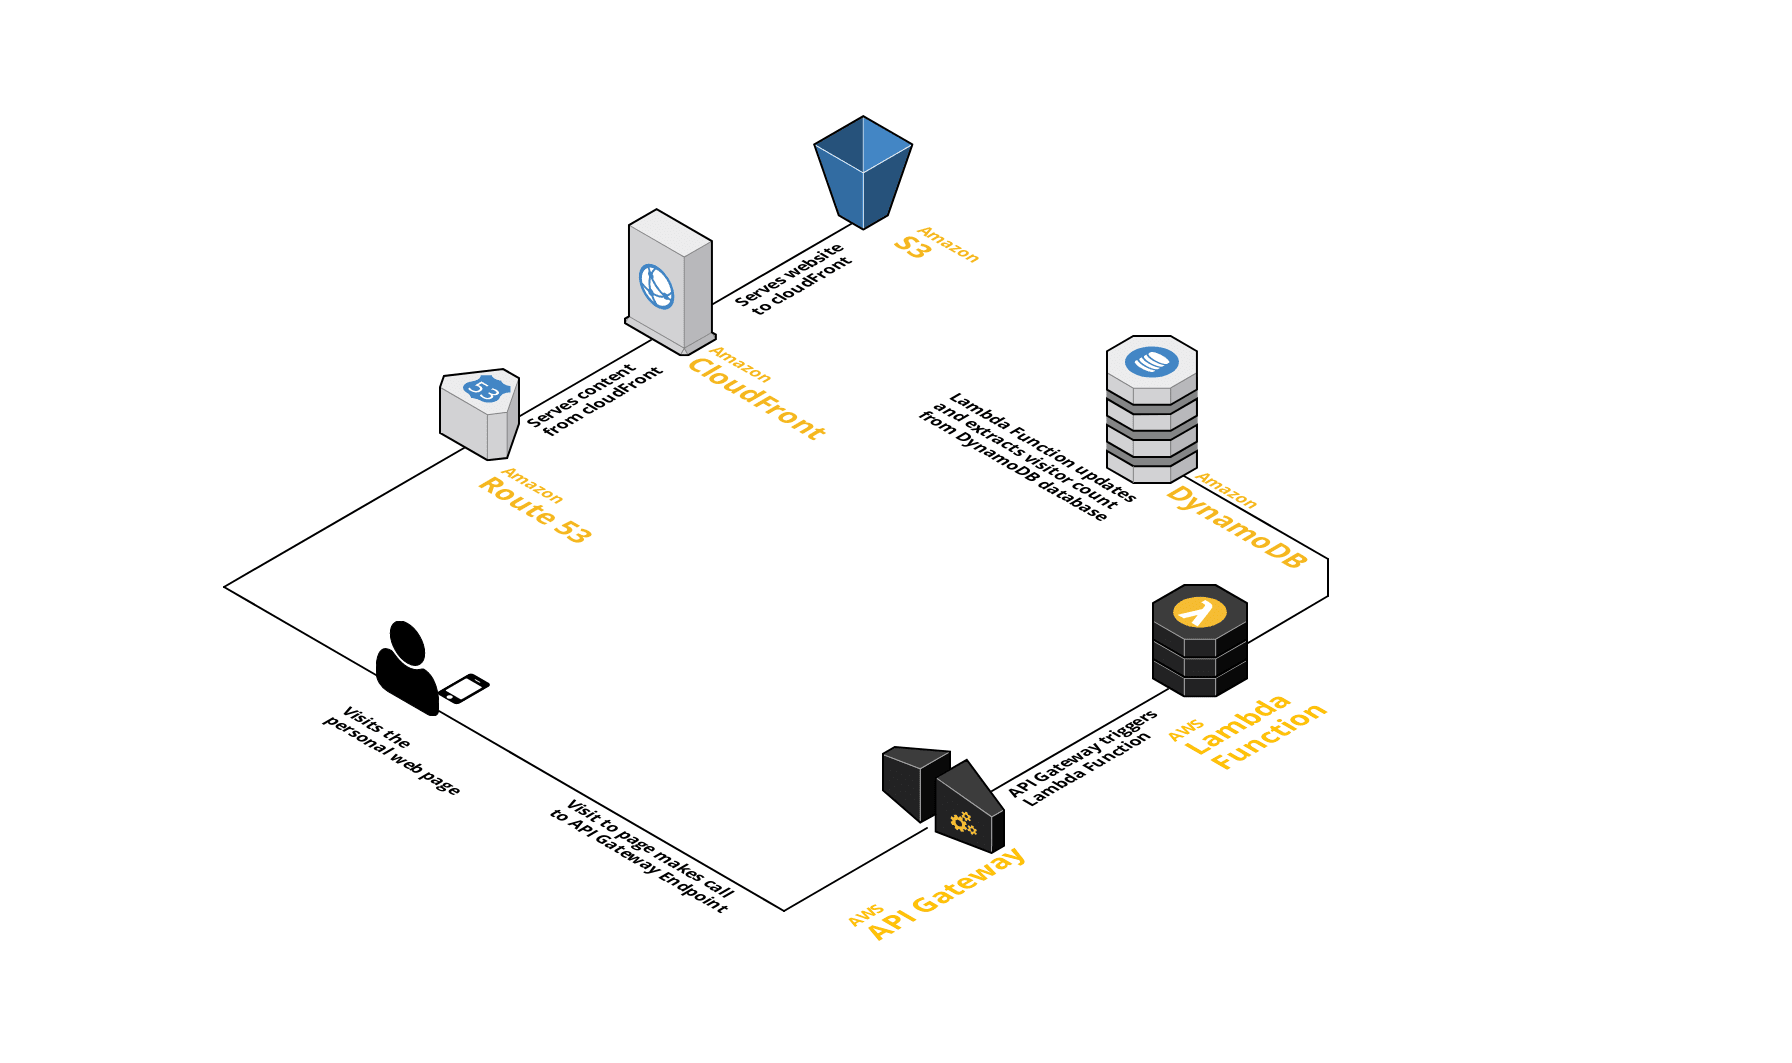 Amazon
S3
Serves website
to cloudFront
Amazon
CloudFront
Serves content
from cloudFront
53
Amazon
Route 53
Lambda Function updates
and extracts visitor count
from DynamoDB database
Amazon
DynamoDB
λ
AWS
Lambda
Function
Visits the
personal web page
API Gateway triggers
Lambda Function
Visit to page makes call
to API Gateway Endpoint
AWS
API Gateway